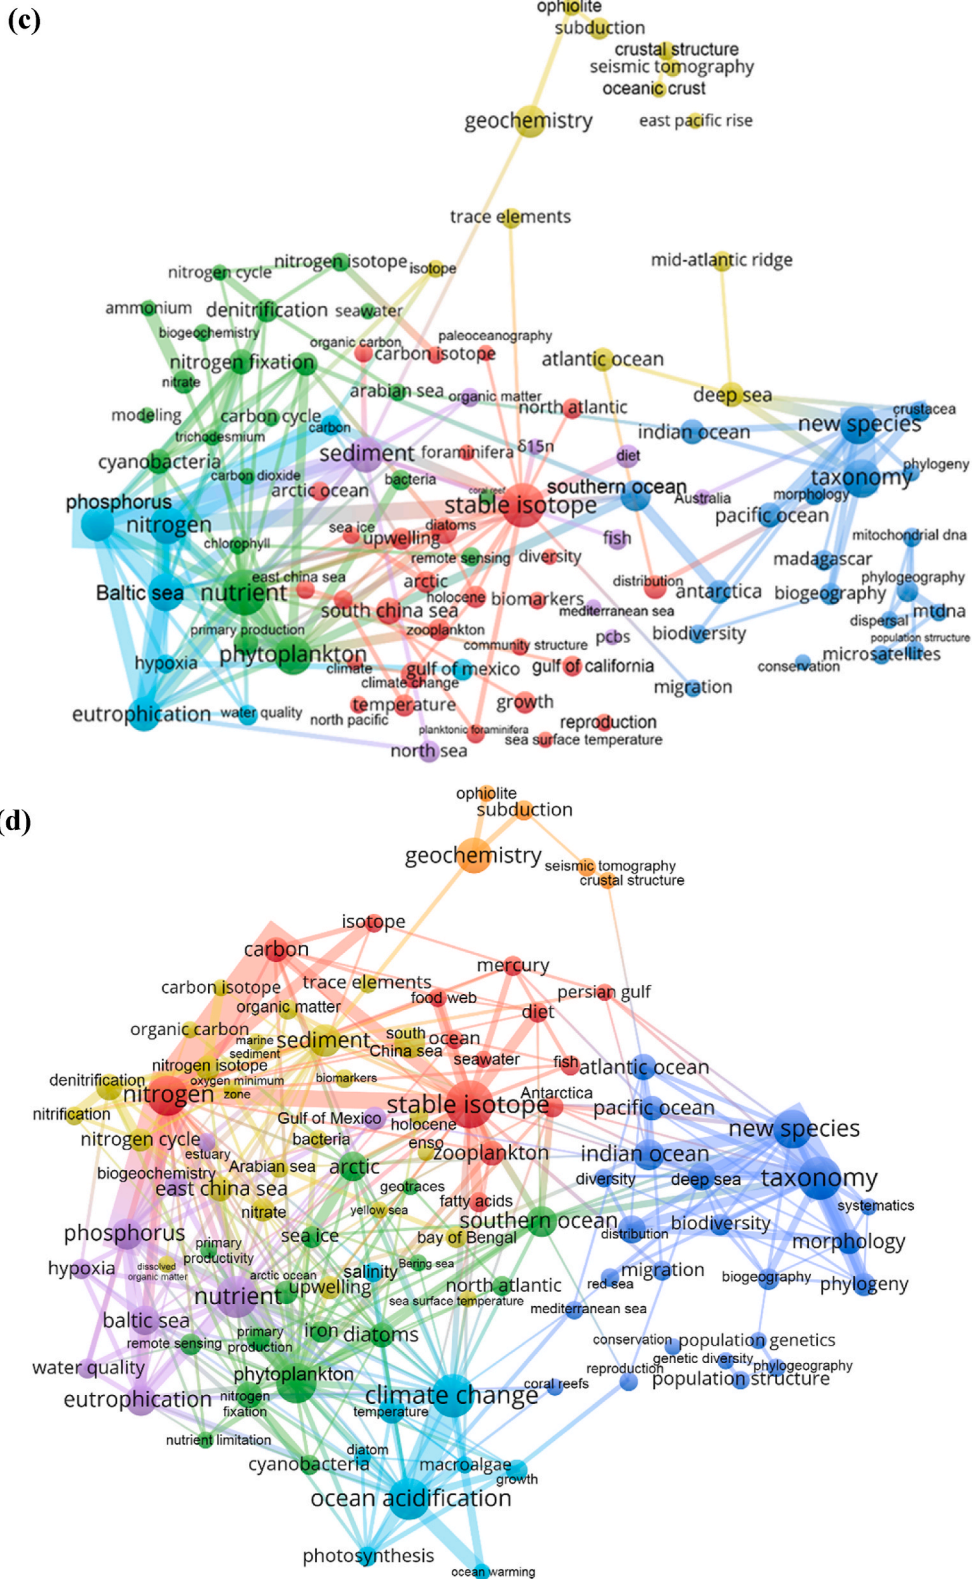 (c)
ophiolite
subduction
crustal structure
seismic tomography
oceanic crust
geochemistry
east pacific rise
trace elements
mid-atlantic ridge
nitrogen isotope
isotope
nitrogen cycle
ammonium
denitrification
seawater
biogeochemistry
organic carbon
paleoceanography
nitrogen fixation
carbon isotope
atlantic ocean
nitrate
arabian sea
organic matter
deep sea
north atlantic
crustacea
modeling
carbon cycle
carbon
new species
trichodesmium
indian ocean
sediment
foraminifera
δ15n
diet
cyanobacteria
phylogeny
carbon dioxide
bacteria
taxonomy
arctic ocean
coral reef
southern ocean
Australia
morphology
phosphorus
stable isotope
pacific ocean
nitrogen
sea ice
diatoms
upwelling
fish
mitochondrial dna
chlorophyll
remote sensing
diversity
madagascar
east china sea
arctic
distribution
phylogeography
Baltic sea
nutrient
holocene
biomarkers
antarctica
biogeography
south china sea
mediterranean sea
mtdna
dispersal
primary production
zooplankton
pcbs
biodiversity
population structure
phytoplankton
community structure
microsatellites
hypoxia
climate
gulf of mexico
gulf of california
conservation
climate change
migration
eutrophication
water quality
temperature
growth
north pacific
reproduction
planktonic foraminifera
sea surface temperature
north sea
(d)
ophiolite
subduction
geochemistry
seismic tomography
crustal structure
isotope
carbon
mercury
carbon isotope
trace elements
food web
persian gulf
organic matter
diet
organic carbon
marine
sediment
sediment
south
China sea
ocean
seawater
nitrogen isotope
fish
atlantic ocean
denitrification
oxygen minimum
zone
biomarkers
nitrogen
stable isotope
Antarctica
pacific ocean
nitrification
Gulf of Mexico
holocene
new species
nitrogen cycle
bacteria
enso
estuary
zooplankton
indian ocean
biogeochemistry
Arabian sea
arctic
diversity
deep sea
taxonomy
east china sea
geotraces
fatty acids
systematics
nitrate
yellow sea
southern ocean
phosphorus
sea ice
bay of Bengal
distribution
biodiversity
morphology
primary
productivity
hypoxia
dissolved
organic matter
arctic ocean
salinity
Bering sea
migration
red sea
biogeography
phylogeny
nutrient
upwelling
north atlantic
sea surface temperature
mediterranean sea
baltic sea
remote sensing
primary
production
iron
diatoms
conservation
population genetics
water quality
genetic diversity
phylogeography
phytoplankton
reproduction
population structure
eutrophication
nitrogen
fixation
climate change
coral reefs
temperature
nutrient limitation
diatom
cyanobacteria
macroalgae
growth
ocean acidification
photosynthesis
ocean warming